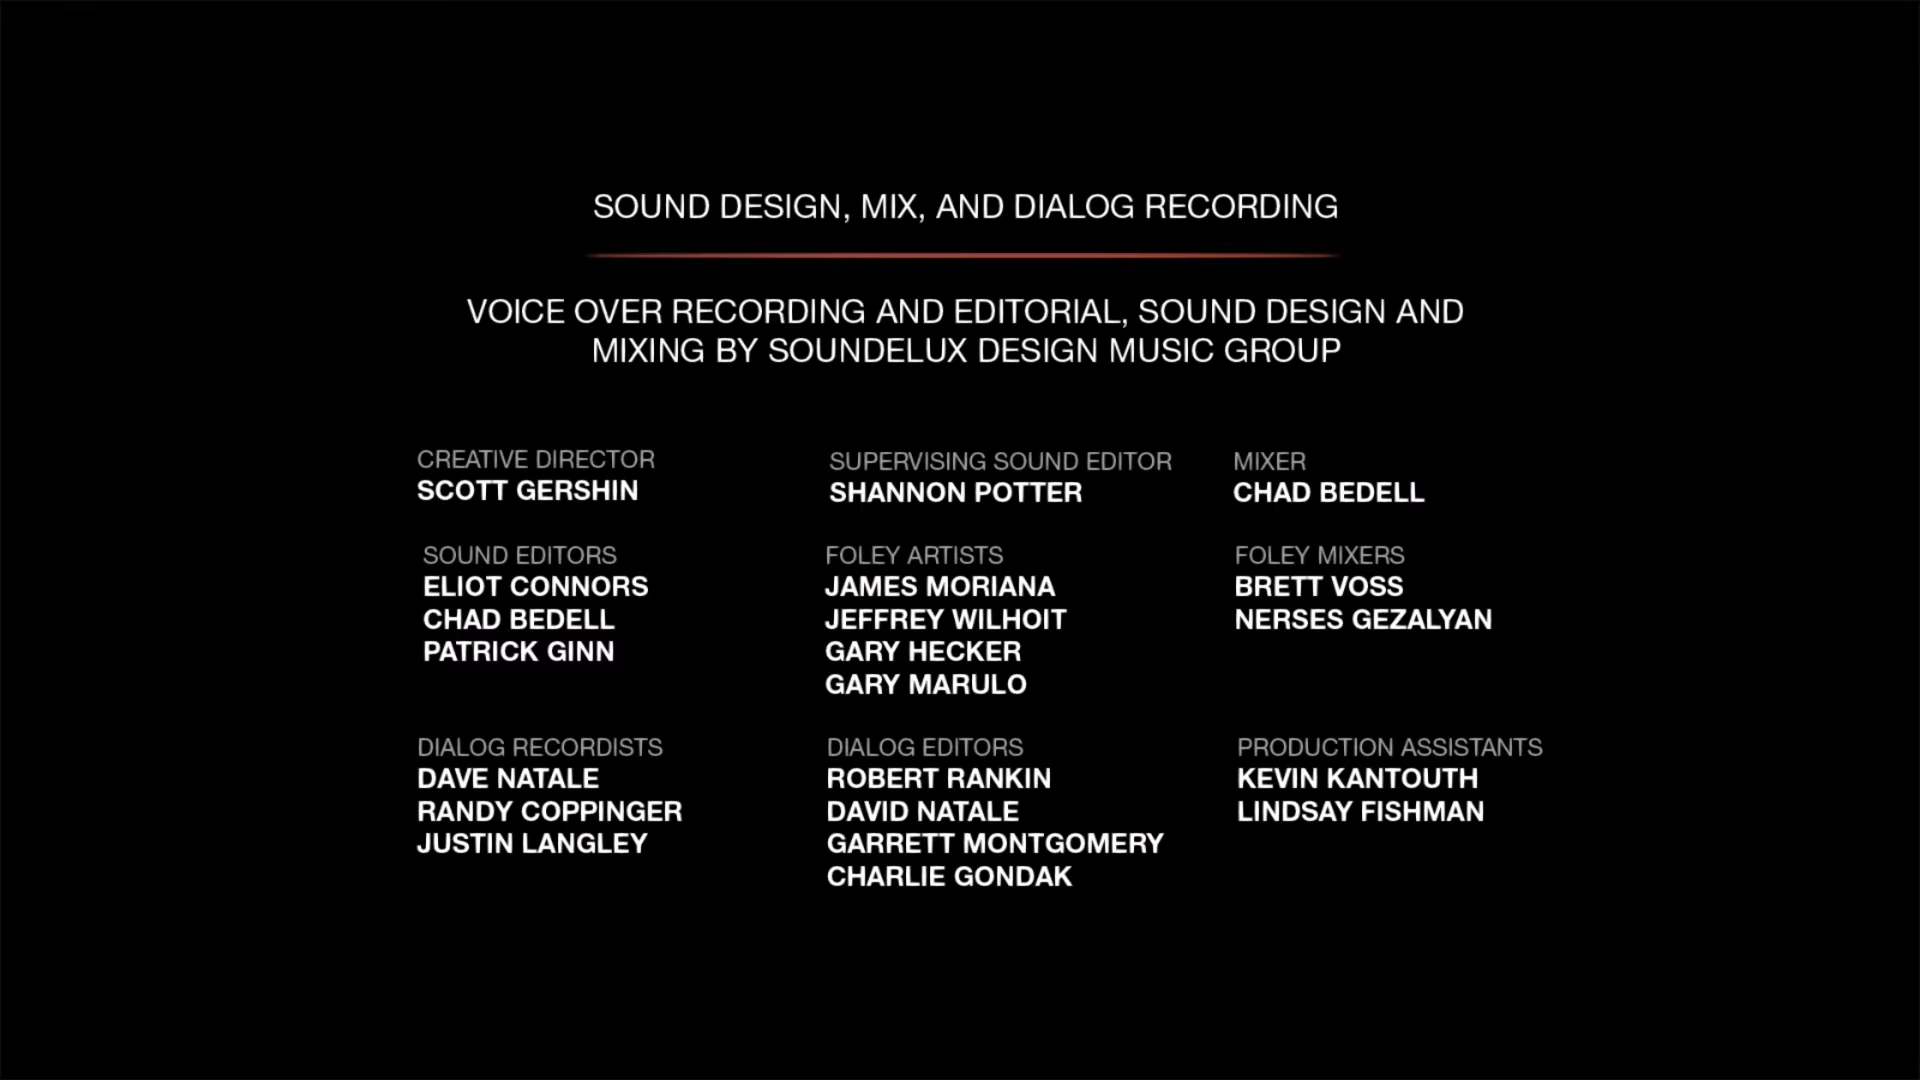 SOUND DESIGN, MIX, AND DIALOG RECORDING
VOICE OVER RECORDING AND EDITORIAL, SOUND DESIGN AND
MIXING BY SOUNDELUX DESIGN MUSIC GROUP
CREATIVE DIRECTOR
SCOTT GERSHIN
SUPERVISING SOUND EDITOR
SHANNON POTTER
MIXER
CHAD BEDELL
SOUND EDITORS
ELIOT CONNORS
CHAD BEDELL
PATRICK GINN
FOLEY ARTISTS
JAMES MORIANA
JEFFREY WILHOIT
GARY HECKER
GARY MARULO
FOLEY MIXERS
BRETT VOSS
NERSES GEZALYAN
DIALOG RECORDISTS
DAVE NATALE
RANDY COPPINGER
JUSTIN LANGLEY
DIALOG EDITORS
ROBERT RANKIN
DAVID NATALE
GARRETT MONTGOMERY
CHARLIE GONDAK
PRODUCTION ASSISTANTS
KEVIN KANTOUTH
LINDSAY FISHMAN